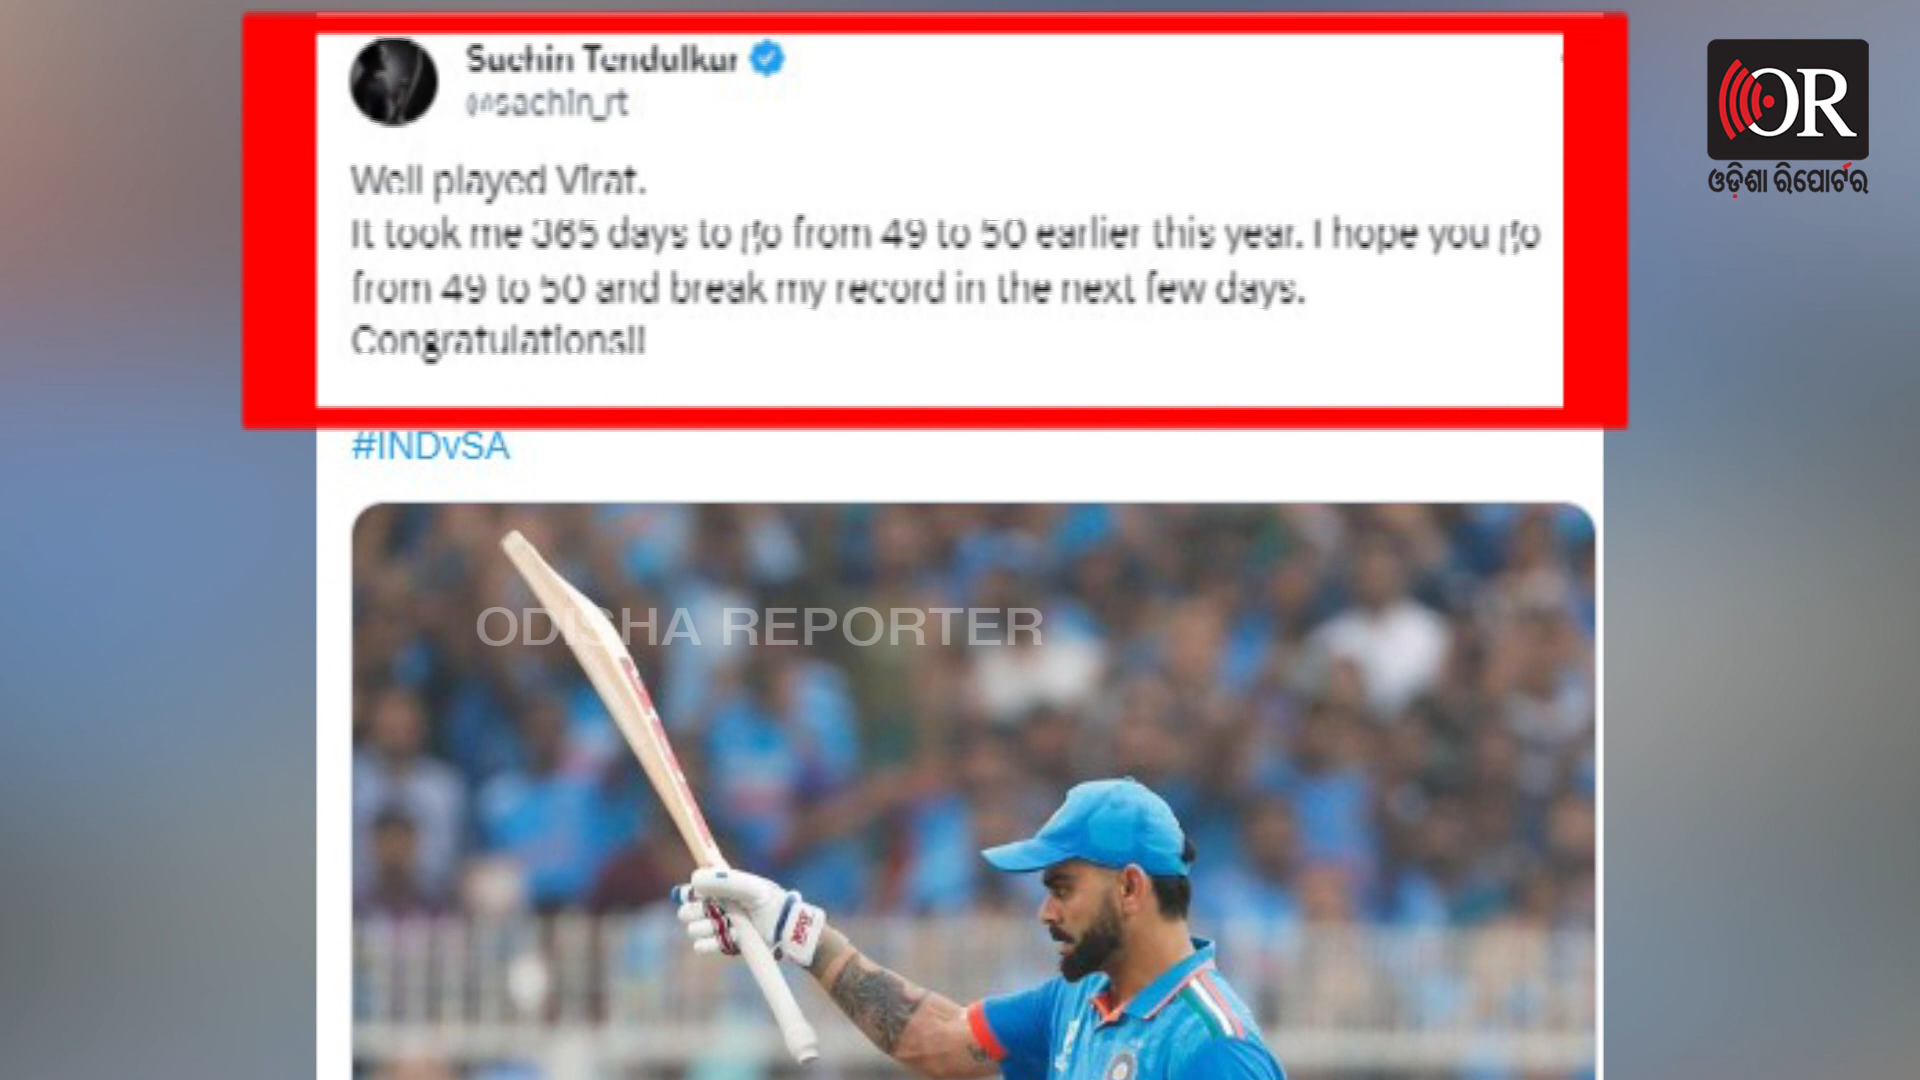 Sachin Tendulkar
@sachin_rt
Well played Virat.
It took me 365 days to go from 49 to 50 earlier this year. I hope you go
from 49 to 50 and break my record in the next few days.
Congratulations!!
#INDvSA
OR
ଓଡ଼ିଶା ରିପୋର୍ଟର
ODISHA REPORTER